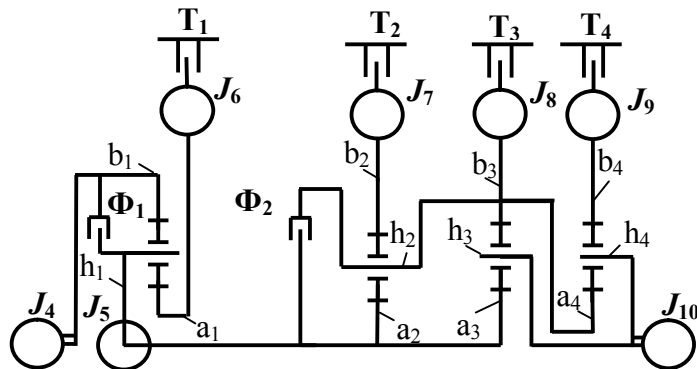 T₁ T₂ T₃ T₄
J₆ J₇ J₈ J₉
b₁ b₂ b₃ b₄
Φ₁ Φ₂
h₁ h₂ h₃ h₄
J₄ J₅ a₁ a₂ a₃ a₄ J₁₀